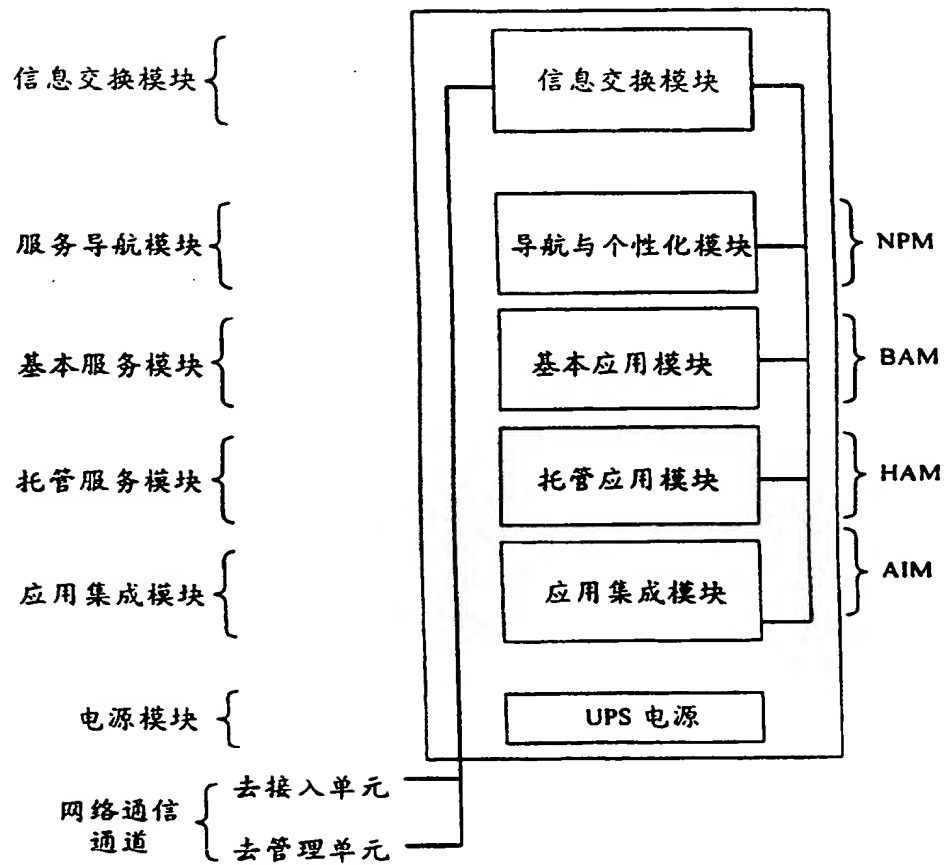 信息交换模块
信息交换模块
服务导航模块
导航与个性化模块
NPM
基本服务模块
基本应用模块
BAM
托管服务模块
托管应用模块
HAM
应用集成模块
应用集成模块
AIM
电源模块
UPS 电源
网络通信
通道
去接入单元
去管理单元